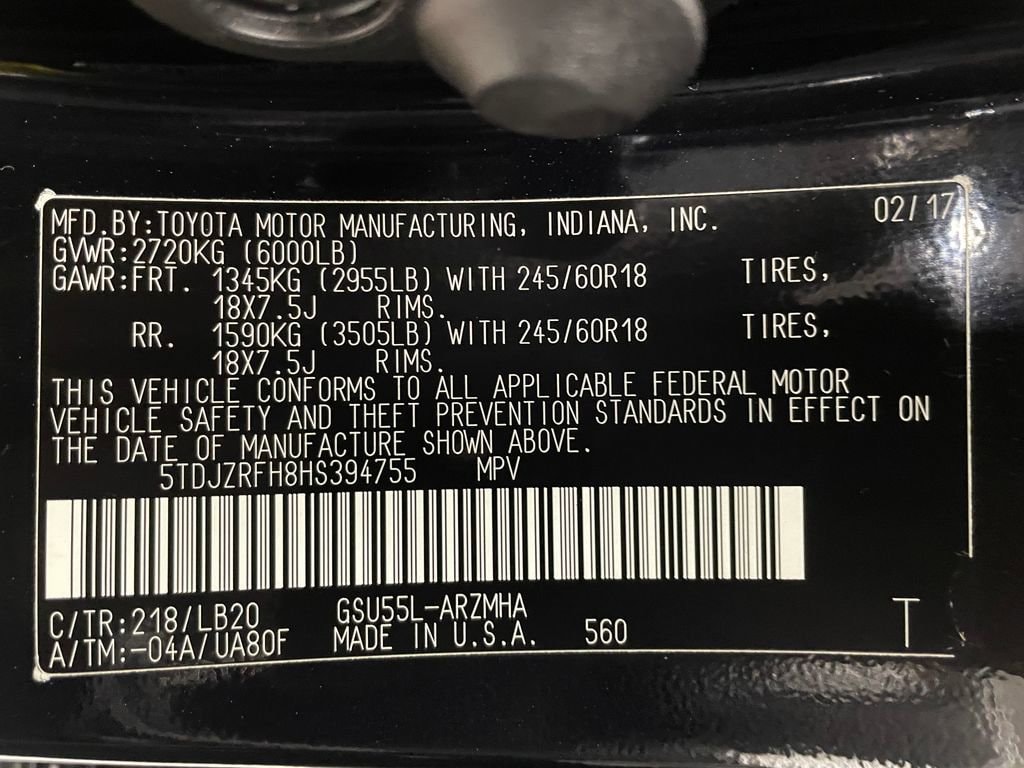 MFD.BY:TOYOTA MOTOR MANUFACTURING, INDIANA, INC. 02/17
GVWR:2720KG (6000LB)
GAWR:FRT. 1345KG (2955LB) WITH 245/60R18 TIRES,
18X7.5J RIMS.
RR. 1590KG (3505LB) WITH 245/60R18 TIRES,
18X7.5J RIMS.
THIS VEHICLE CONFORMS TO ALL APPLICABLE FEDERAL MOTOR
VEHICLE SAFETY AND THEFT PREVENTION STANDARDS IN EFFECT ON
THE DATE OF MANUFACTURE SHOWN ABOVE.
5TDJZRFH8HS394755 MPV
C/TR:218/LB20 GSU55L-ARZMHA
A/TM:-04A/UA80F MADE IN U.S.A. 560 T